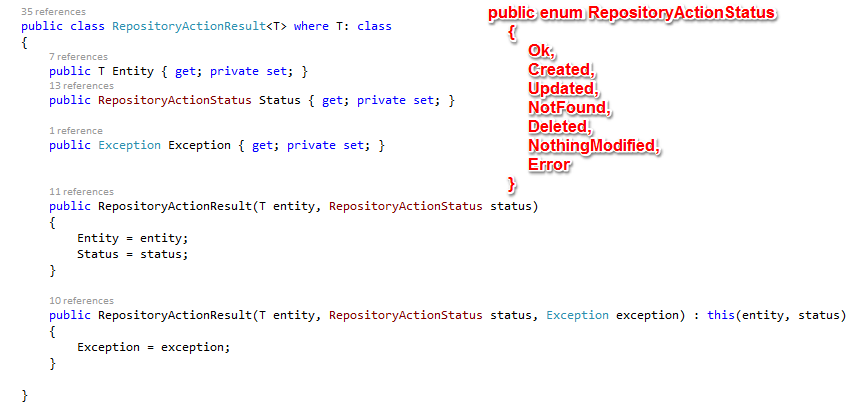 35 references
public class RepositoryActionResult<T> where T: class
{
7 references
public T Entity { get; private set; }
13 references
public RepositoryActionStatus Status { get; private set; }
1 reference
public Exception Exception { get; private set; }
11 references
public RepositoryActionResult(T entity, RepositoryActionStatus status)
{
Entity = entity;
Status = status;
}
10 references
public RepositoryActionResult(T entity, RepositoryActionStatus status, Exception exception) : this(entity, status)
{
Exception = exception;
}
}
public enum RepositoryActionStatus
{
Ok,
Created,
Updated,
NotFound,
Deleted,
NothingModified,
Error
}